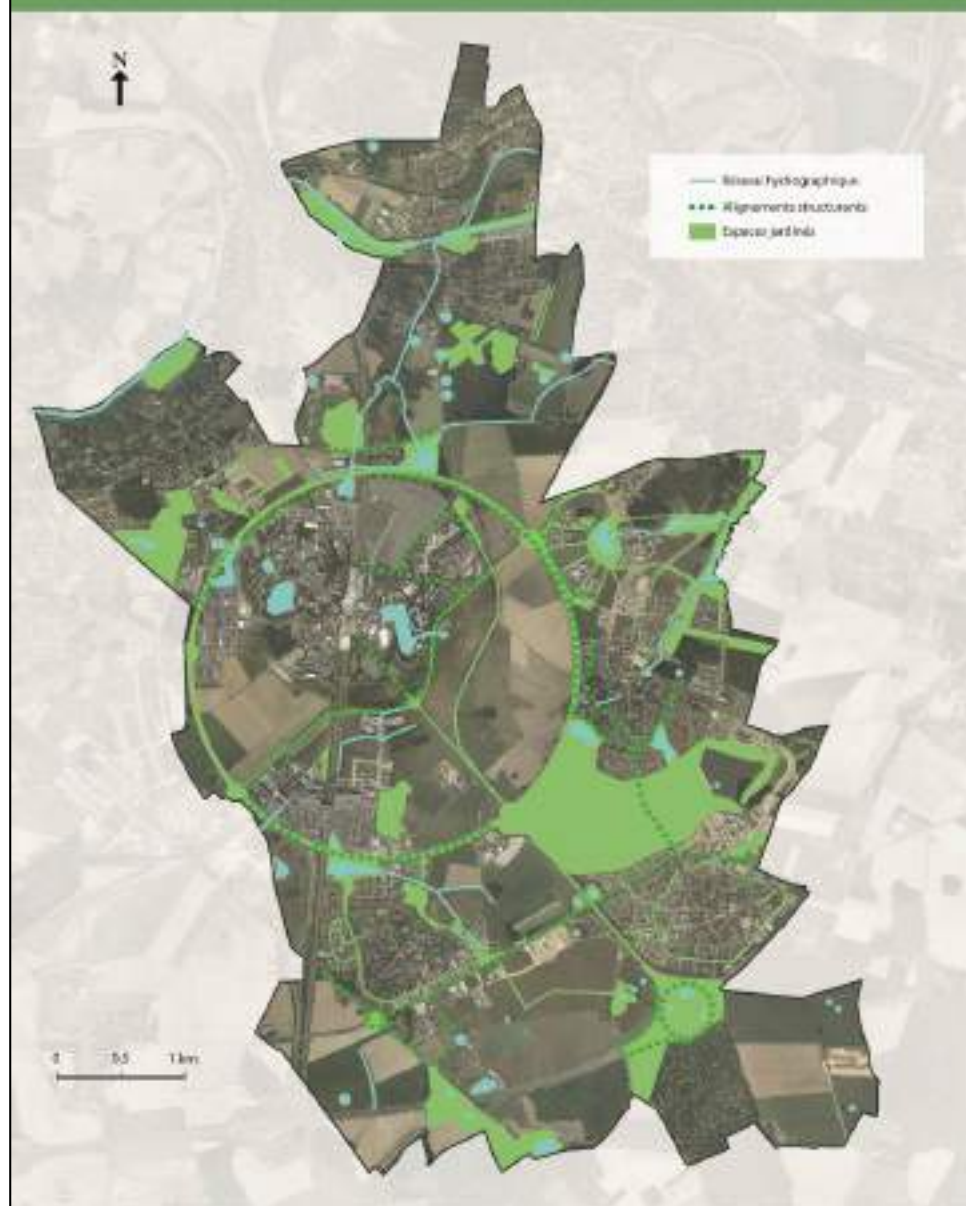 N
Réseau hydrographique
Alignements structurants
Espaces jardinés
0 0.5 1 km